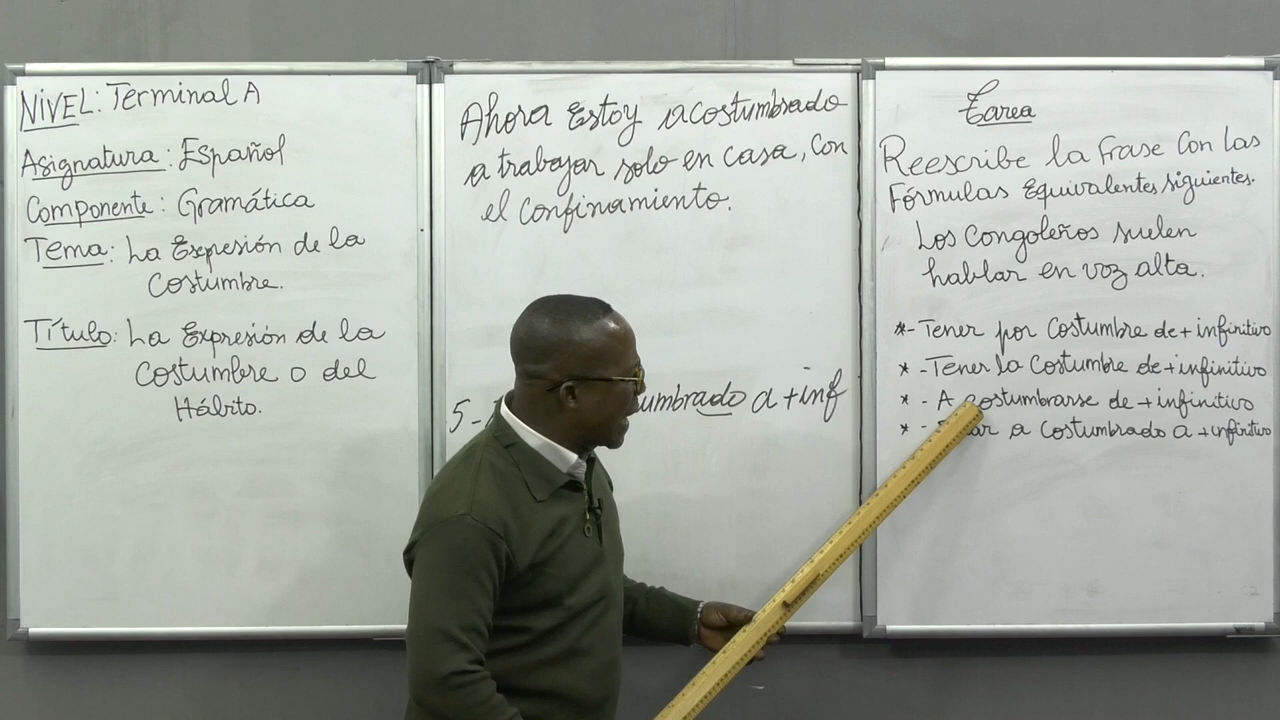 NIVEL: Terminal A
Asignatura: Español
Componente: Gramática
Tema: La Expresión de la
Costumbre.
Título: La Expresión de la
Costumbre o del
Hábito.
Ahora Estoy acostumbrado
a trabajar solo en casa, con
el confinamiento.
5- umbrado a + inf
Tarea
Reescribe la Frase con las
Fórmulas Equivalentes siguientes.
Los Congoleños suelen
hablar en voz alta.
*- Tener por costumbre de + infinitivo
* - Tener la costumbre de + infinitivo
* - A costumbrarse de + infinitivo
* - ar a costumbrado a + infinitivo